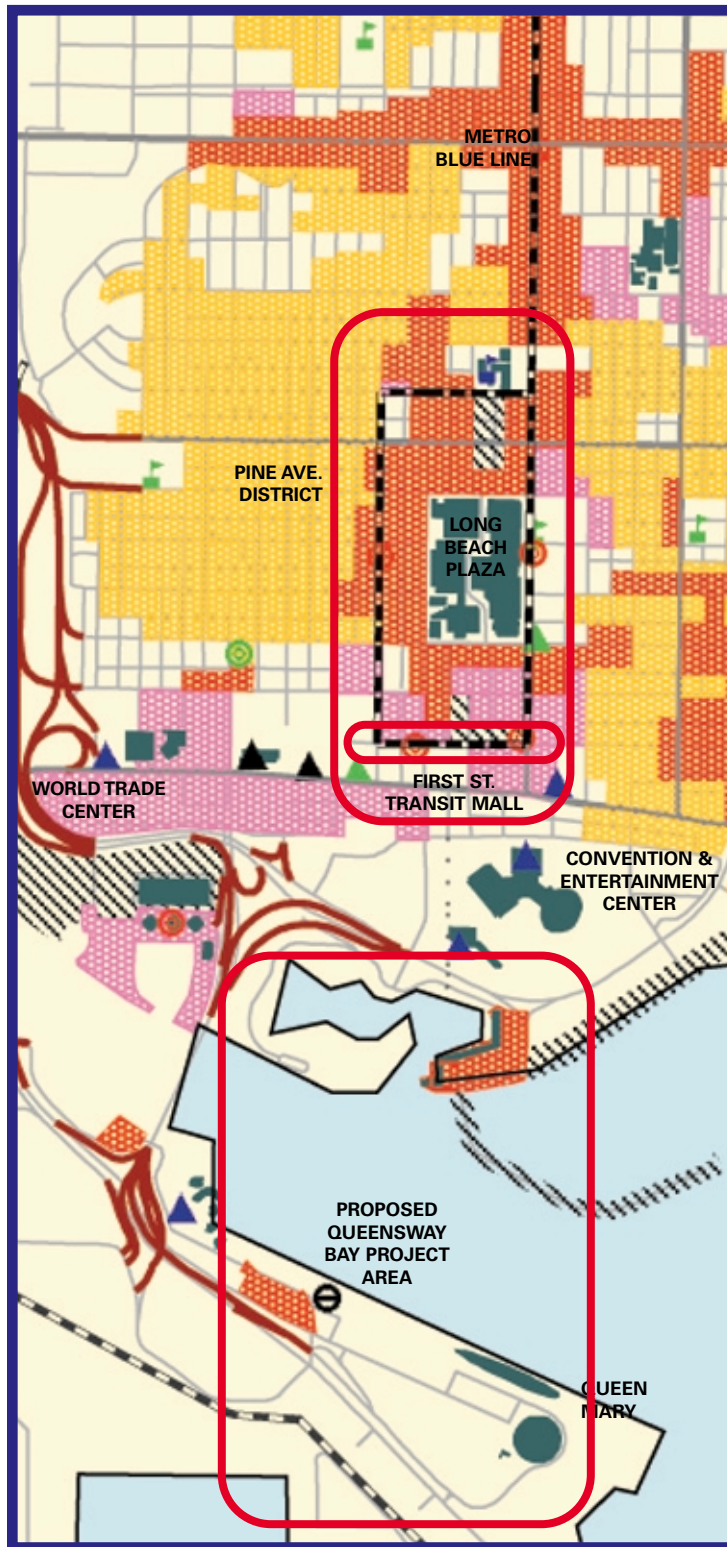 METRO
BLUE LINE
PINE AVE.
DISTRICT
LONG
BEACH
PLAZA
WORLD TRADE
CENTER
FIRST ST.
TRANSIT MALL
CONVENTION &
ENTERTAINMENT
CENTER
PROPOSED
QUEENSWAY
BAY PROJECT
AREA
QUEEN
MARY